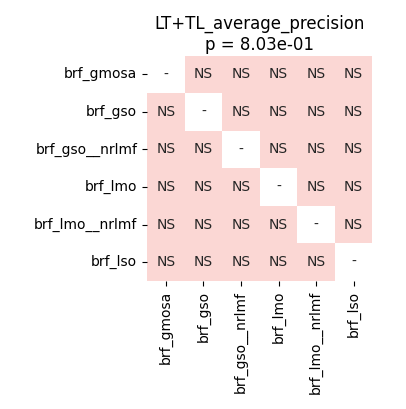 LT+TL_average_precision
p = 8.03e-01
brf_gmosa - NS NS NS NS NS
brf_gso NS - NS NS NS NS
brf_gso__nrlmf NS NS - NS NS NS
brf_lmo NS NS NS - NS NS
brf_lmo__nrlmf NS NS NS NS - NS
brf_lso NS NS NS NS NS -
brf_gmosa
brf_gso
brf_gso__nrlmf
brf_lmo
brf_lmo__nrlmf
brf_lso